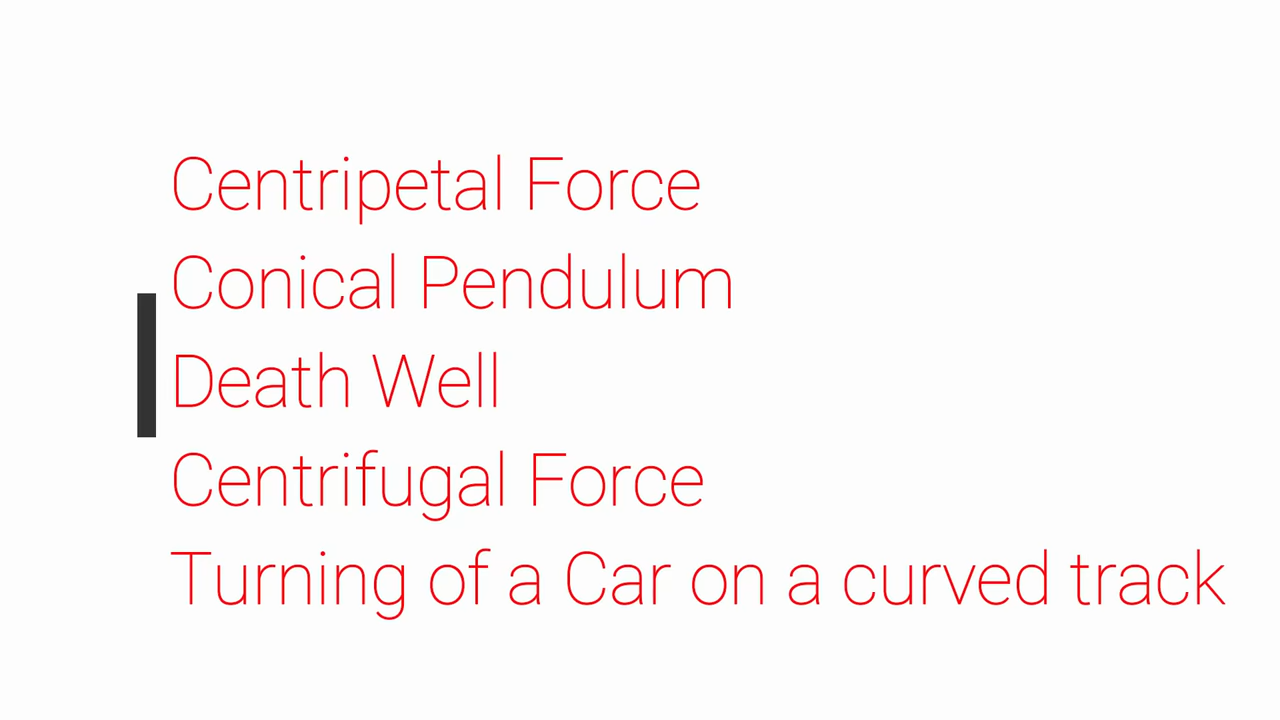 Centripetal Force
Conical Pendulum
Death Well
Centrifugal Force
Turning of a Car on a curved track